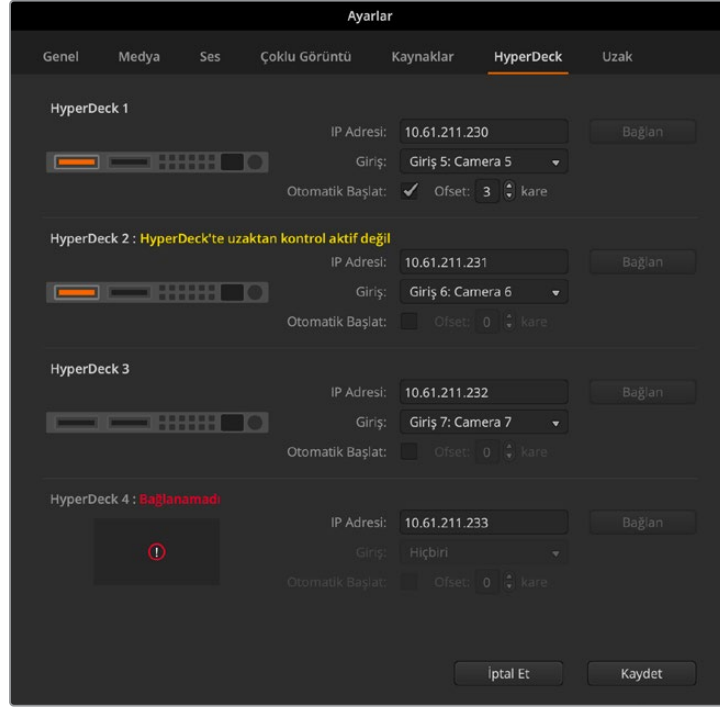 Ayarlar
Genel Medya Ses Çoklu Görüntü Kaynaklar HyperDeck Uzak
HyperDeck 1
IP Adresi: 10.61.211.230 Bağlan
Giriş: Giriş 5: Camera 5
Otomatik Başlat: Ofset: 3 kare
HyperDeck 2 : HyperDeck'te uzaktan kontrol aktif değil
IP Adresi: 10.61.211.231 Bağlan
Giriş: Giriş 6: Camera 6
Otomatik Başlat: Ofset: 0 kare
HyperDeck 3
IP Adresi: 10.61.211.232 Bağlan
Giriş: Giriş 7: Camera 7
Otomatik Başlat: Ofset: 0 kare
HyperDeck 4 : Bağlanamadı
IP Adresi: 10.61.211.233 Bağlan
Giriş: Hiçbiri
Otomatik Başlat: Ofset: 0 kare
İptal Et Kaydet